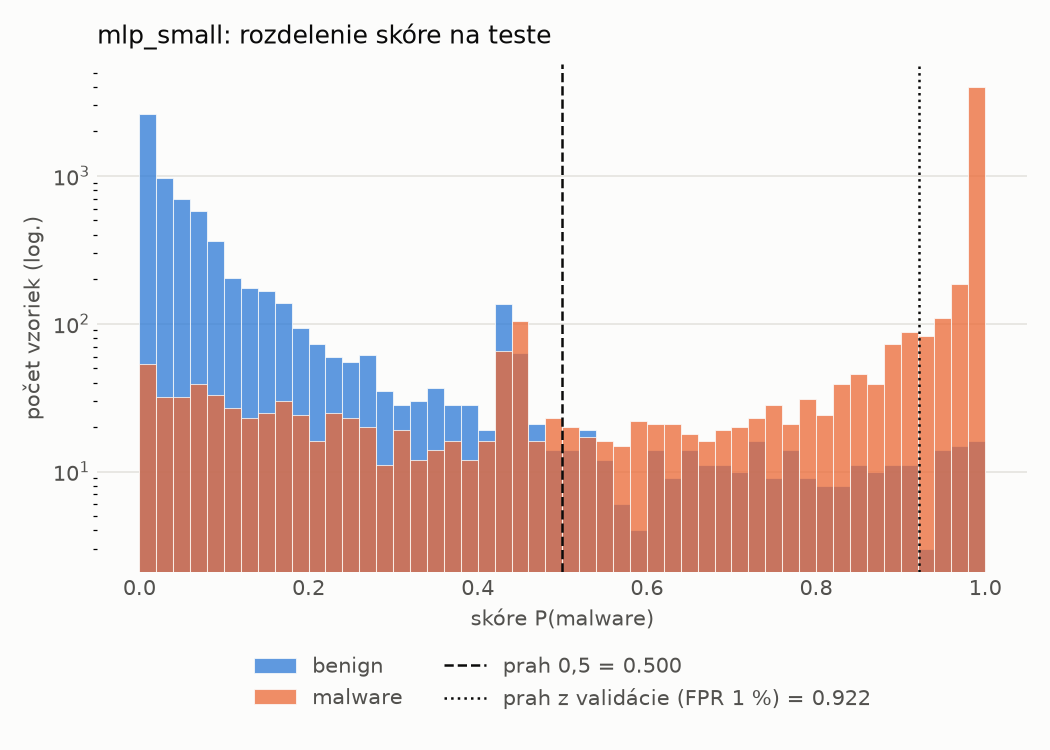 mlp_small: rozdelenie skóre na teste
počet vzoriek (log.)
10³
10²
10¹
0.0 0.2 0.4 0.6 0.8 1.0
skóre P(malware)
benign
malware
prah 0,5 = 0.500
prah z validácie (FPR 1 %) = 0.922